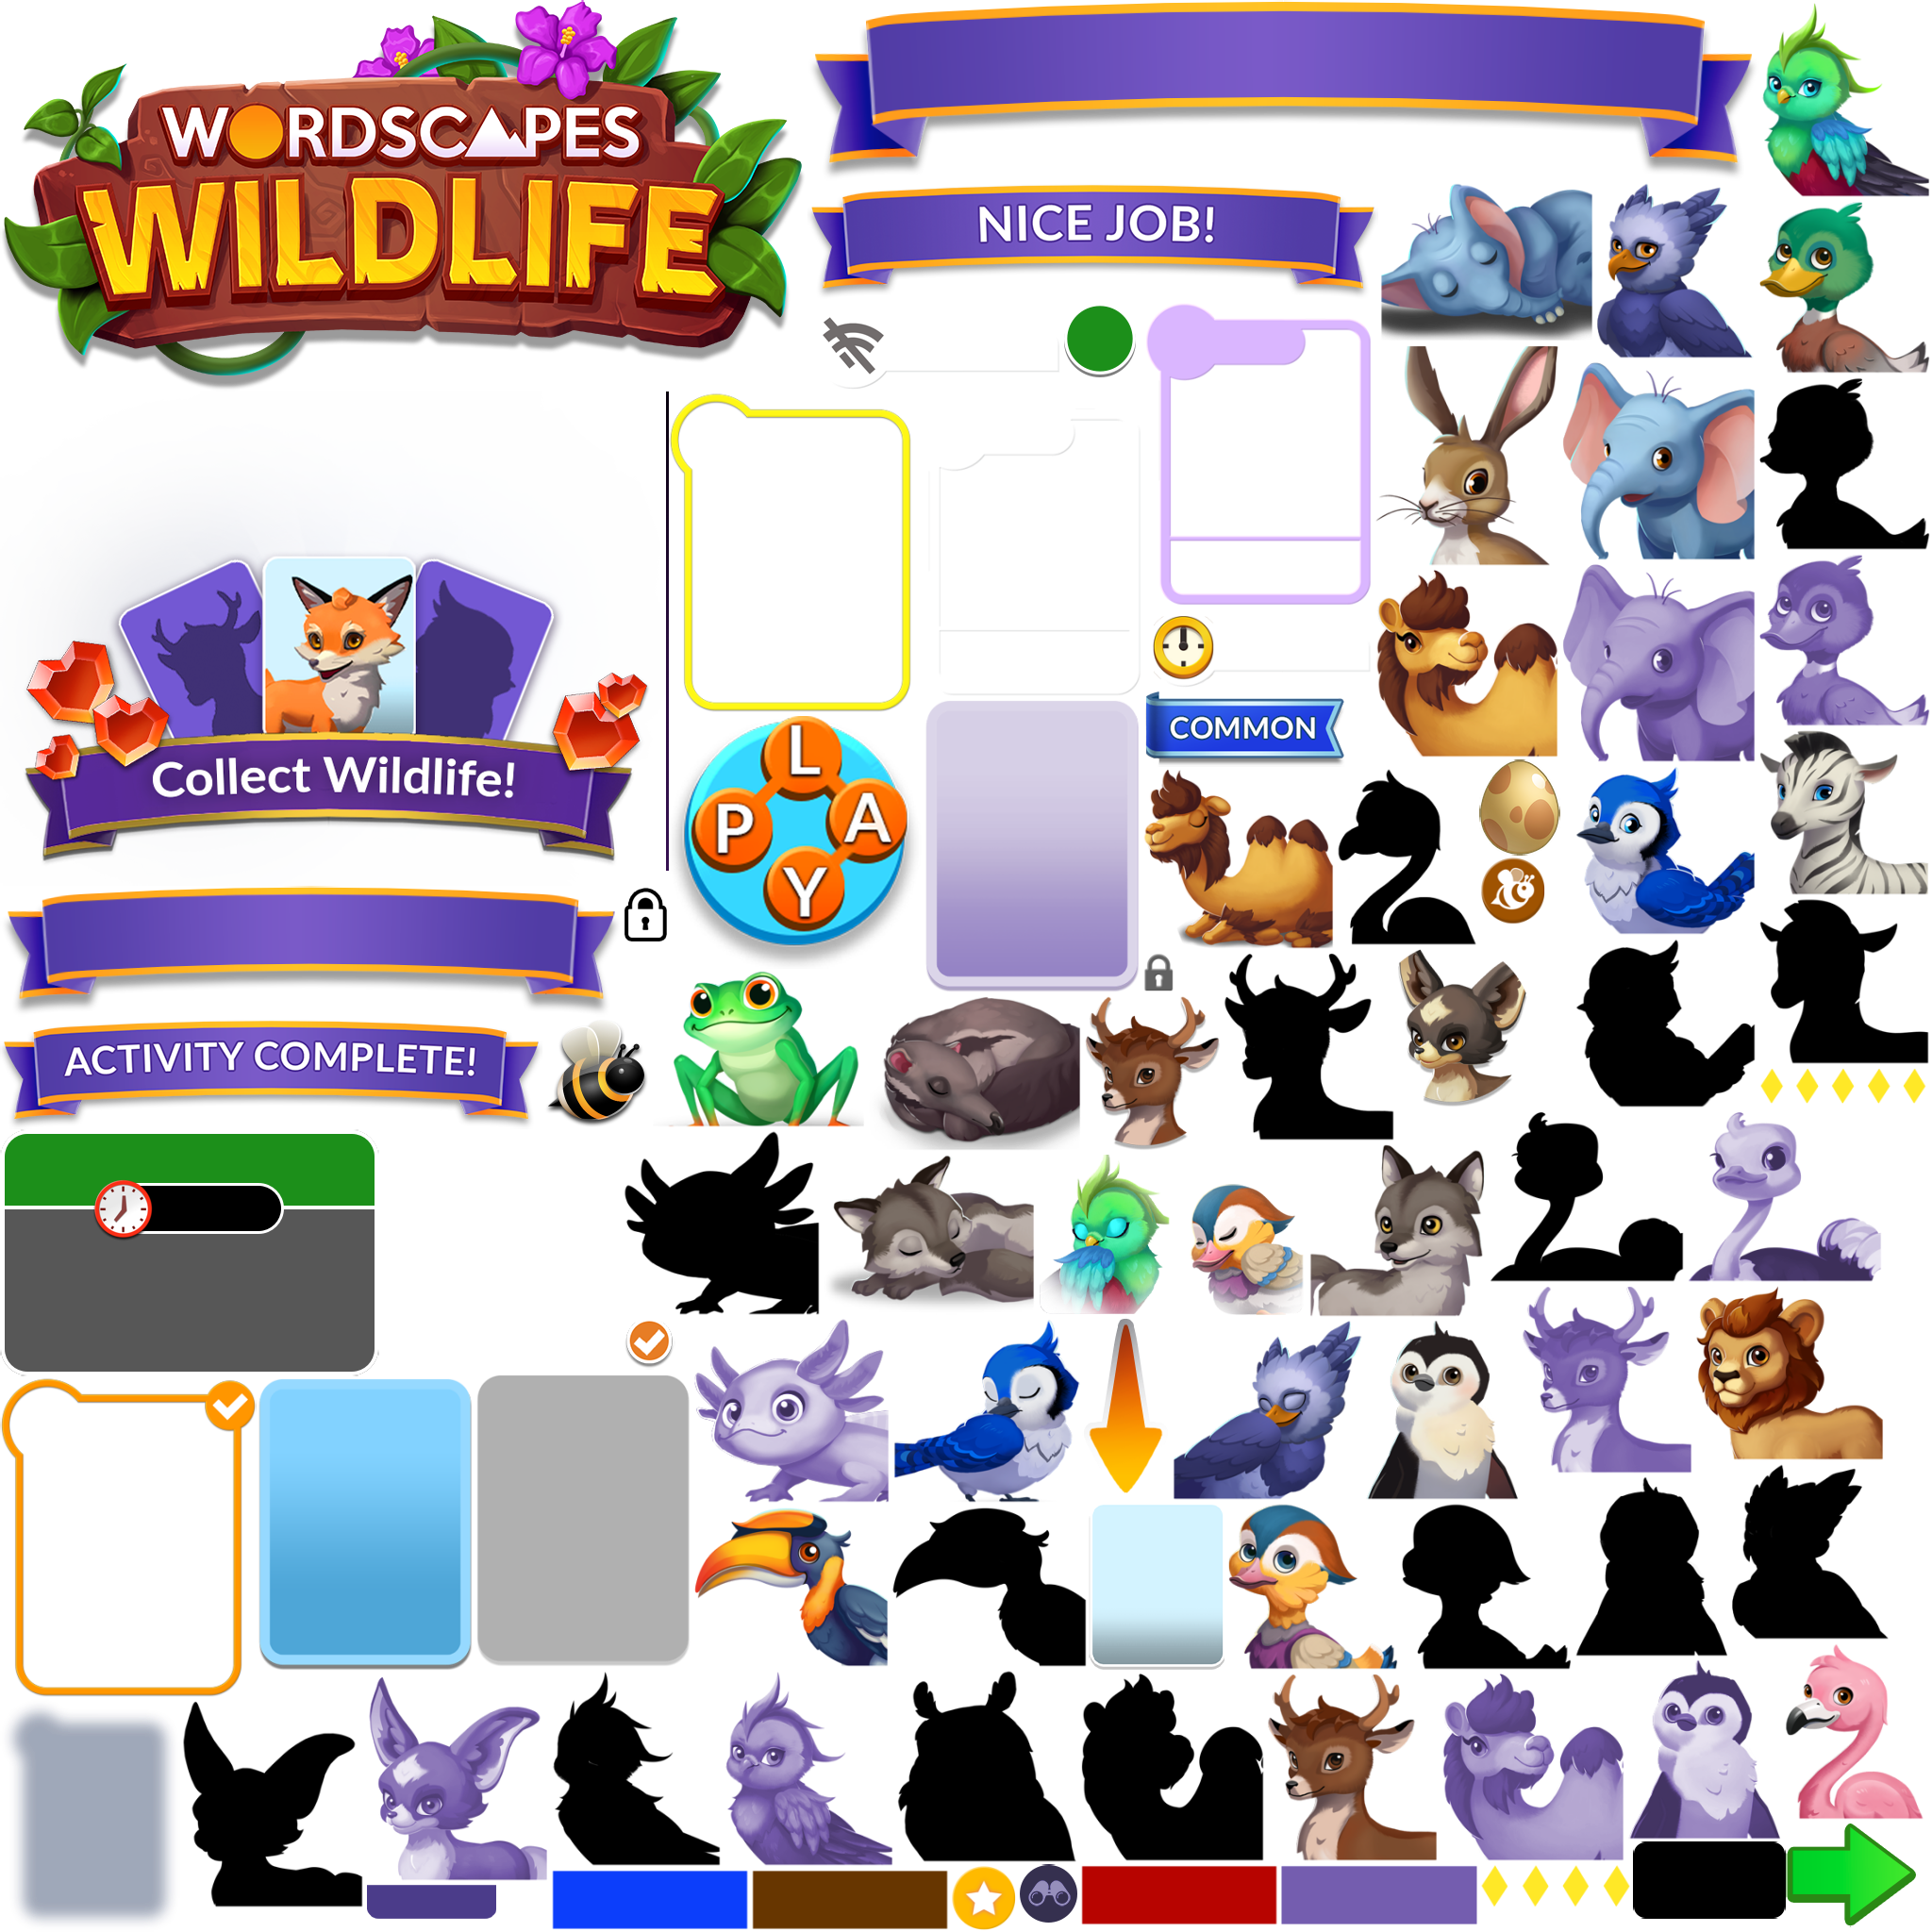 WORDSCAPES
WILDLIFE
NICE JOB!
COMMON
Collect Wildlife!
L
P A
Y
ACTIVITY COMPLETE!